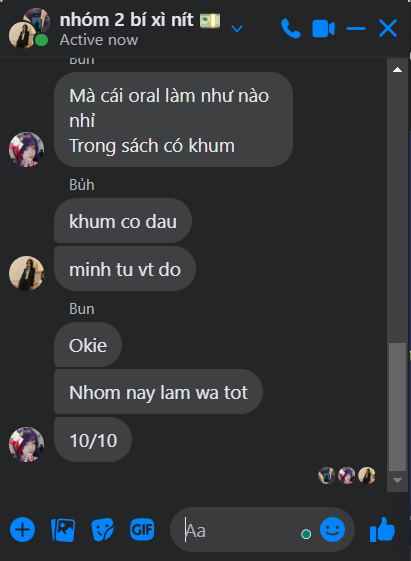 nhóm 2 bí xì nít 💵
Active now
Bun
Mà cái oral làm như nào
nhỉ
Trong sách có khum
Bủh
khum co dau
minh tu vt do
Bun
Okie
Nhom nay lam wa tot
10/10
GIF
Aa